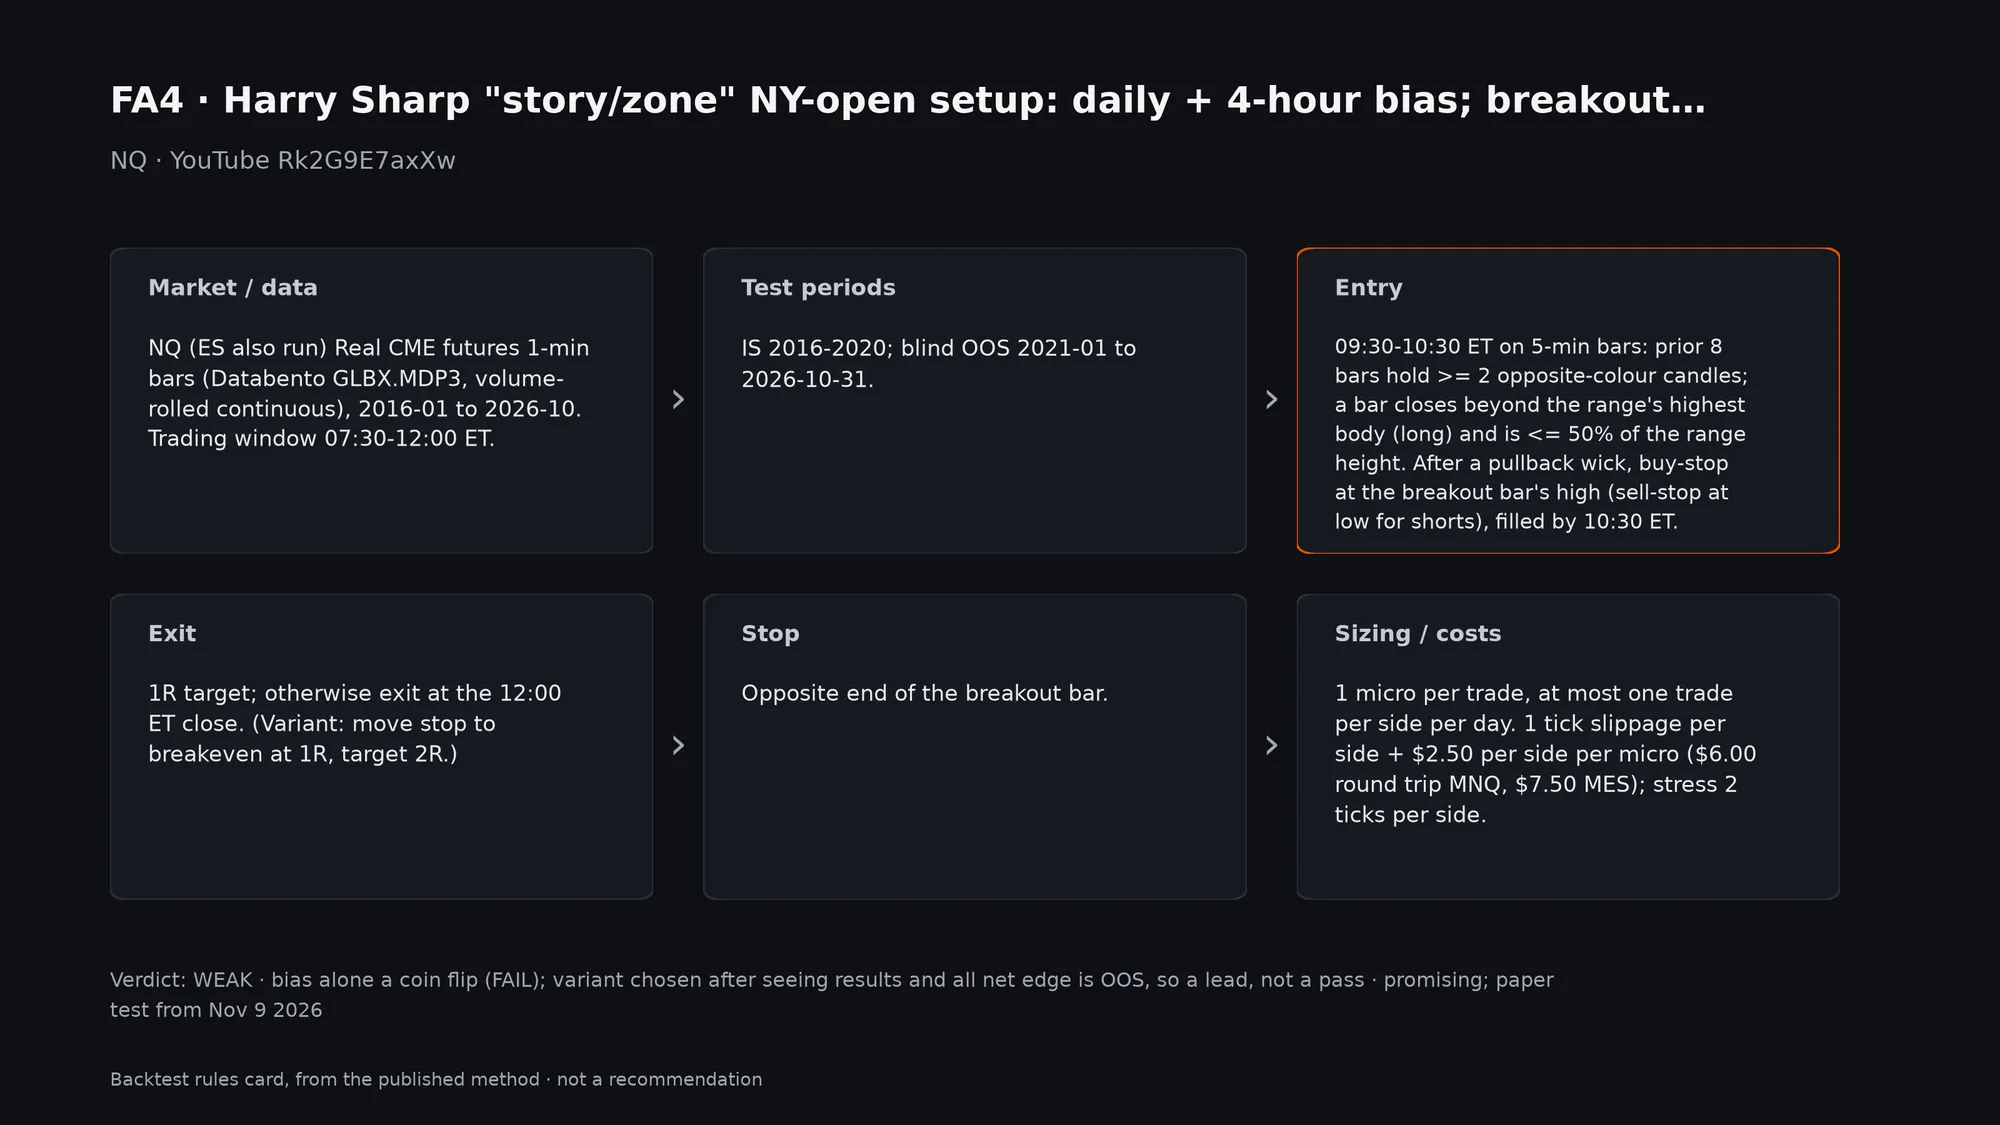 FA4 · Harry Sharp "story/zone" NY-open setup: daily + 4-hour bias; breakout…
NQ · YouTube Rk2G9E7axXw
Market / data
NQ (ES also run) Real CME futures 1-min
bars (Databento GLBX.MDP3, volume-
rolled continuous), 2016-01 to 2026-10.
Trading window 07:30-12:00 ET.
›
Test periods
IS 2016-2020; blind OOS 2021-01 to
2026-10-31.
›
Entry
09:30-10:30 ET on 5-min bars: prior 8
bars hold >= 2 opposite-colour candles;
a bar closes beyond the range's highest
body (long) and is <= 50% of the range
height. After a pullback wick, buy-stop
at the breakout bar's high (sell-stop at
low for shorts), filled by 10:30 ET.
Exit
1R target; otherwise exit at the 12:00
ET close. (Variant: move stop to
breakeven at 1R, target 2R.)
›
Stop
Opposite end of the breakout bar.
›
Sizing / costs
1 micro per trade, at most one trade
per side per day. 1 tick slippage per
side + $2.50 per side per micro ($6.00
round trip MNQ, $7.50 MES); stress 2
ticks per side.
Verdict: WEAK · bias alone a coin flip (FAIL); variant chosen after seeing results and all net edge is OOS, so a lead, not a pass · promising; paper
test from Nov 9 2026
Backtest rules card, from the published method · not a recommendation